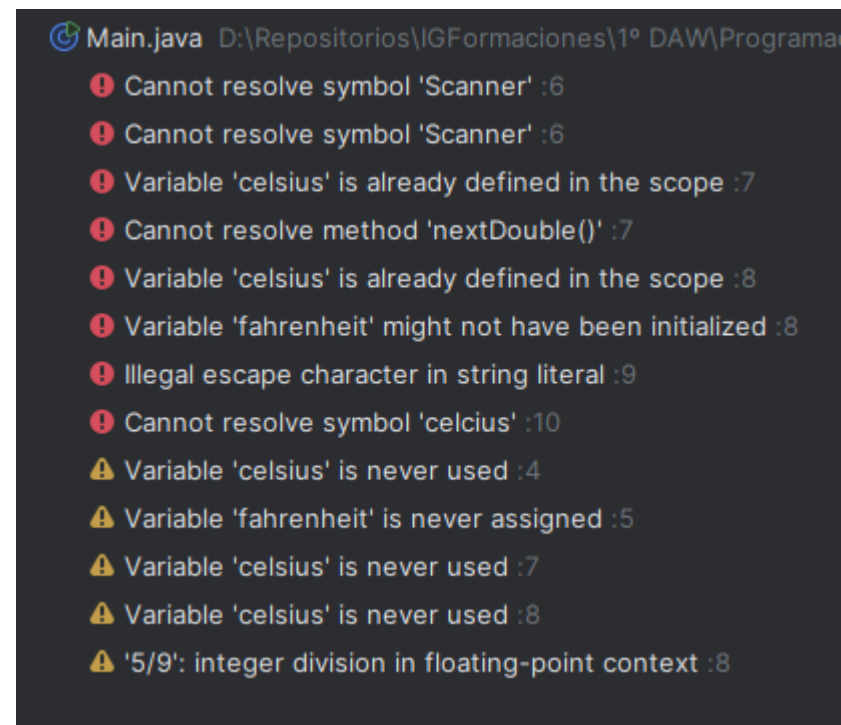 Main.java D:\Repositorios\IGFormaciones\1º DAW\Programa
Cannot resolve symbol 'Scanner' :6
Cannot resolve symbol 'Scanner' :6
Variable 'celsius' is already defined in the scope :7
Cannot resolve method 'nextDouble()' :7
Variable 'celsius' is already defined in the scope :8
Variable 'fahrenheit' might not have been initialized :8
Illegal escape character in string literal :9
Cannot resolve symbol 'celcius' :10
Variable 'celsius' is never used :4
Variable 'fahrenheit' is never assigned :5
Variable 'celsius' is never used :7
Variable 'celsius' is never used :8
'5/9': integer division in floating-point context :8